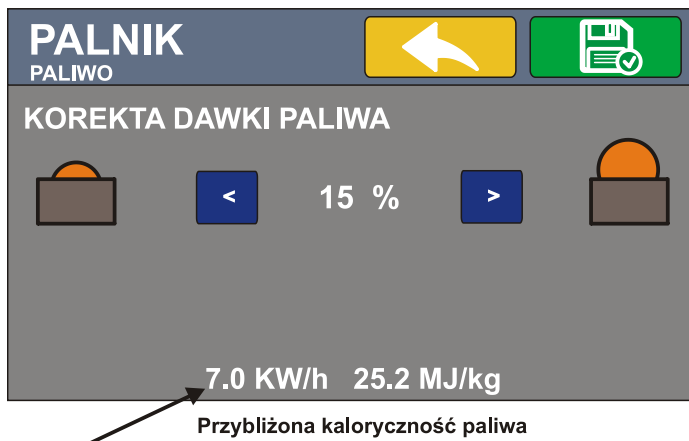 PALNIK
PALIWO
KOREKTA DAWKI PALIWA
< 15 % >
7.0 KW/h 25.2 MJ/kg
Przybliżona kaloryczność paliwa